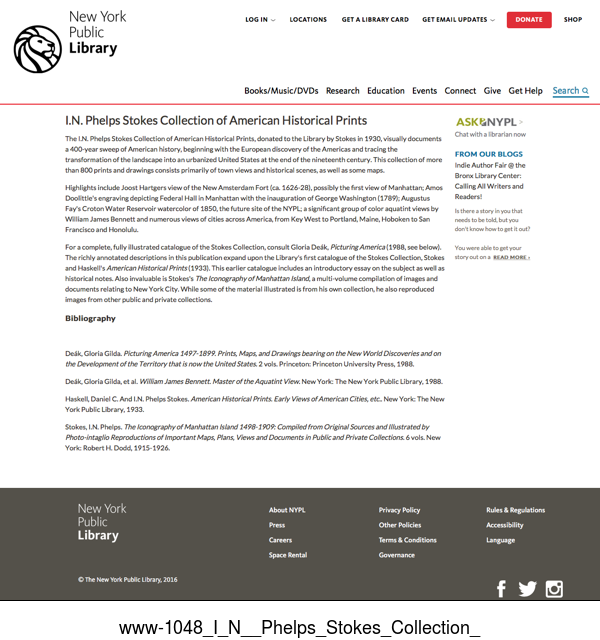 New York
Public
Library
LOG IN
LOCATIONS
GET A LIBRARY CARD
GET EMAIL UPDATES
DONATE
SHOP
Books/Music/DVDs
Research
Education
Events
Connect
Give
Get Help
Search
I.N. Phelps Stokes Collection of American Historical Prints
The I.N. Phelps Stokes Collection of American Historical Prints, donated to the Library by Stokes in 1930, visually documents
a 400-year sweep of American history, beginning with the European discovery of the Americas and tracing the
transformation of the landscape into an urbanized United States at the end of the nineteenth century. This collection of more
than 800 prints and drawings consists primarily of town views and historical scenes, as well as some maps.
Highlights include Joost Hartgers view of the New Amsterdam Fort (ca. 1626-28), possibly the first view of Manhattan; Amos
Doolittle's engraving depicting Federal Hall in Manhattan with the inauguration of George Washington (1789); Augustus
Fay's Croton Water Reservoir watercolor of 1850, the future site of the NYPL; a significant group of color aquatint views by
William James Bennett and numerous views of cities across America, from Key West to Portland, Maine, Hoboken to San
Francisco and Honolulu.
For a complete, fully illustrated catalogue of the Stokes Collection, consult Gloria Deák, Picturing America (1988, see below).
The richly annotated descriptions in this publication expand upon the Library's first catalogue of the Stokes Collection, Stokes
and Haskell's American Historical Prints (1933). This earlier catalogue includes an introductory essay on the subject as well as
historical notes. Also invaluable is Stokes's The Iconography of Manhattan Island, a multi-volume compilation of images and
documents relating to New York City. While some of the material illustrated is from his own collection, he also reproduced
images from other public and private collections.
Bibliography
Deák, Gloria Gilda. Picturing America 1497-1899. Prints, Maps, and Drawings bearing on the New World Discoveries and on
the Development of the Territory that is now the United States. 2 vols. Princeton: Princeton University Press, 1988.
Deák, Gloria Gilda, et al. William James Bennett. Master of the Aquatint View. New York: The New York Public Library, 1988.
Haskell, Daniel C. And I.N. Phelps Stokes. American Historical Prints. Early Views of American Cities, etc.. New York: The New
York Public Library, 1933.
Stokes, I.N. Phelps. The Iconography of Manhattan Island 1498-1909: Compiled from Original Sources and Illustrated by
Photo-intaglio Reproductions of Important Maps, Plans, Views and Documents in Public and Private Collections. 6 vols. New
York: Robert H. Dodd, 1915-1926.
ASK NYPL >
Chat with a librarian now
FROM OUR BLOGS
Indie Author Fair @ the
Bronx Library Center:
Calling All Writers and
Readers!
Is there a story in you that
needs to be told, but you
don't know how to get it out?
You were able to get your
story out on a READ MORE ›
New York
Public
Library
About NYPL
Press
Careers
Space Rental
Privacy Policy
Other Policies
Terms & Conditions
Governance
Rules & Regulations
Accessibility
Language
© The New York Public Library, 2016
www-1048_I_N__Phelps_Stokes_Collection_